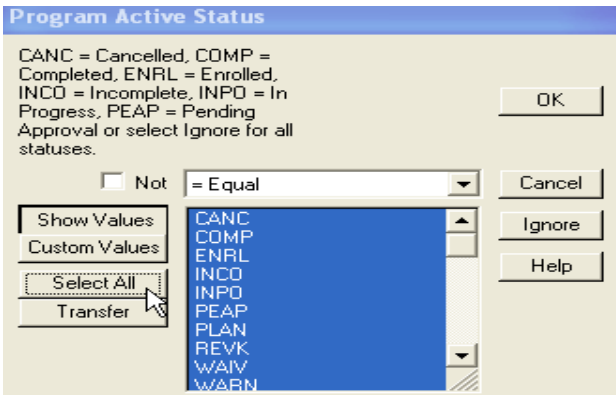 Program Active Status
CANC = Cancelled, COMP =
Completed, ENRL = Enrolled,
INCO = Incomplete, INPO = In
Progress, PEAP = Pending
Approval or select Ignore for all
statuses.
OK
Not
= Equal
Cancel
Show Values
Custom Values
Select All
Transfer
CANC
COMP
ENRL
INCO
INPO
PEAP
PLAN
REVK
WAIV
WARN
Ignore
Help